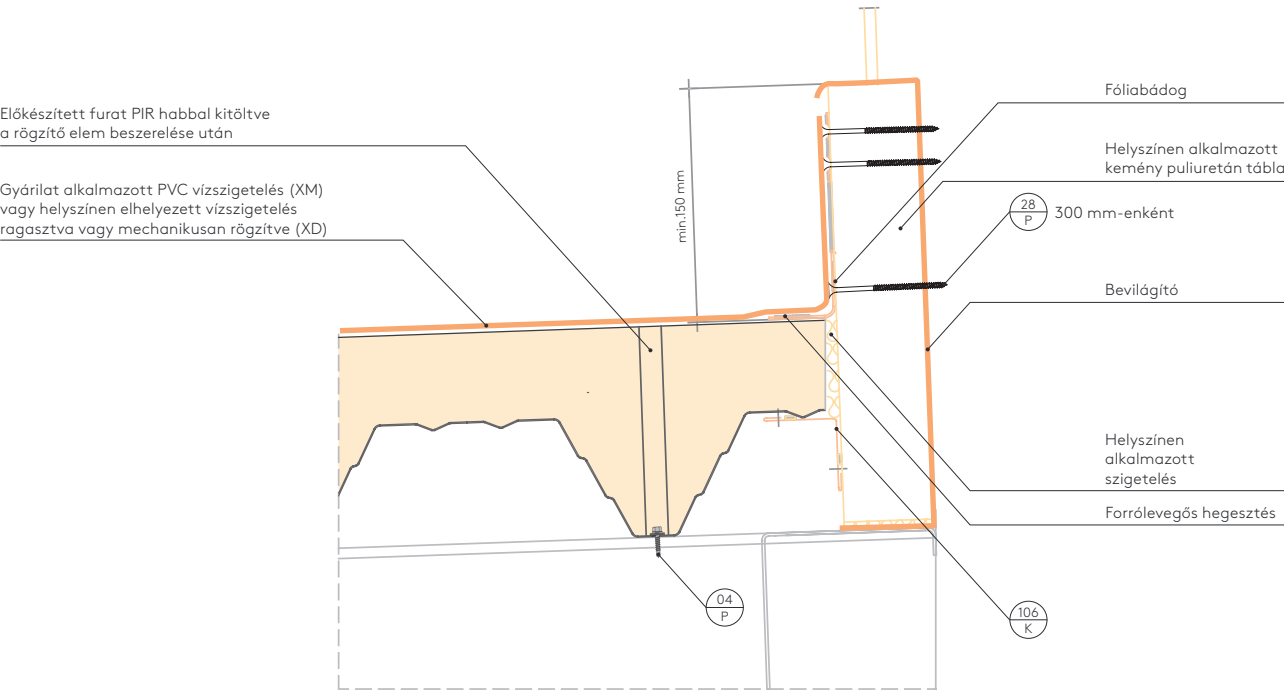 Előkészített furat PIR habbal kitöltve
a rögzítő elem beszerelése után
Gyárilat alkalmazott PVC vízszigetelés (XM)
vagy helyszínen elhelyezett vízszigetelés
ragasztva vagy mechanikusan rögzítve (XD)
min.150 mm
Fóliabádog
Helyszínen alkalmazott
kemény puliuretán tábla
28
P
300 mm-enként
Bevilágító
Helyszínen
alkalmazott
szigetelés
Forrólevegős hegesztés
04
P
106
K